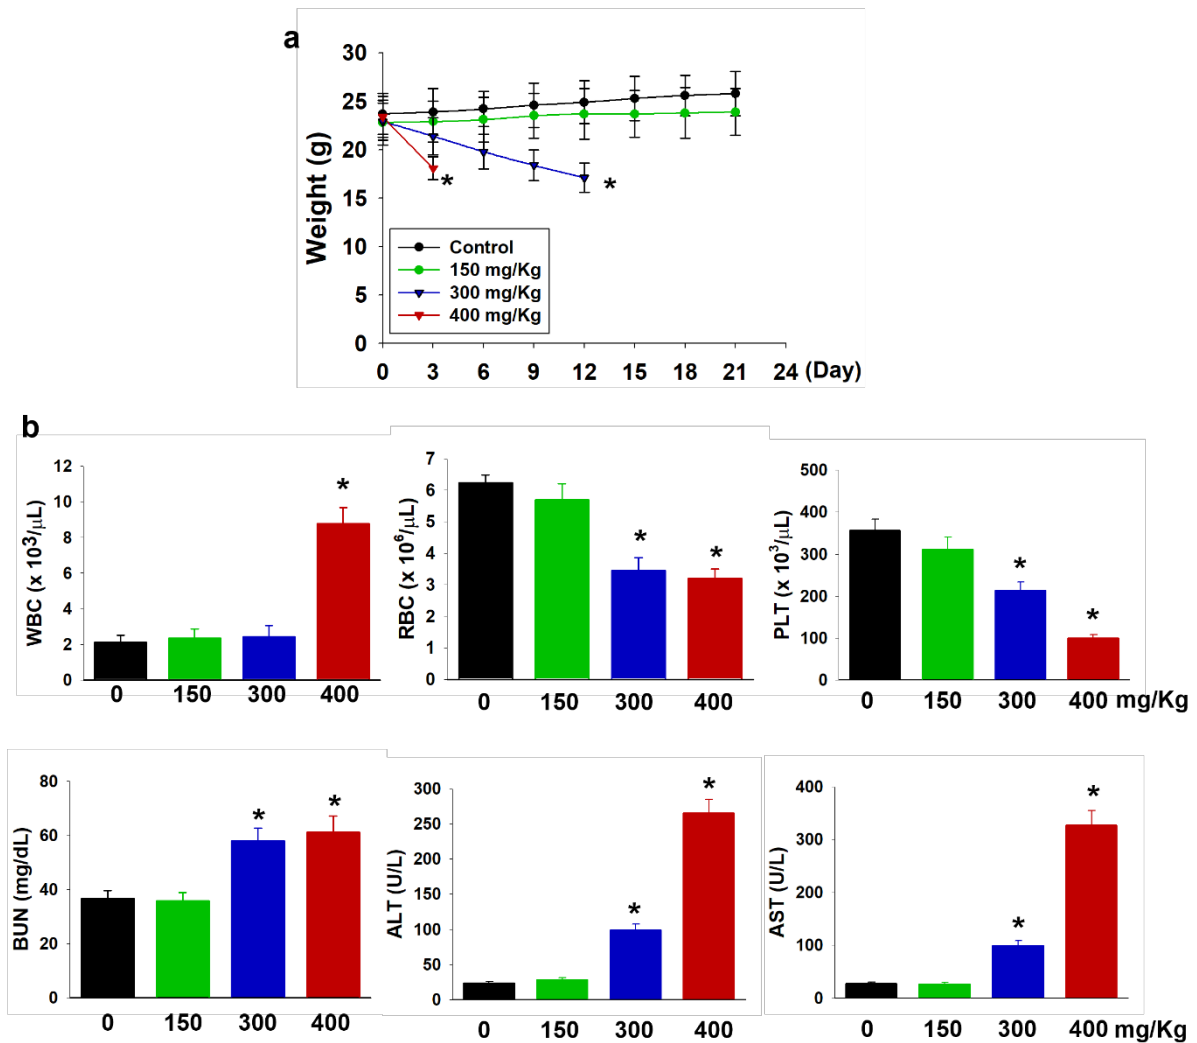 a
30
25
20
15
10
5
0
Weight (g)
Control
150 mg/Kg
300 mg/Kg
400 mg/Kg
*
*
0 3 6 9 12 15 18 21 24 (Day)
b
12
10
8
6
4
2
0
WBC (x 10³/μL)
*
0 150 300 400
7
6
5
4
3
2
1
0
RBC (x 10⁶/μL)
* *
0 150 300 400
500
400
300
200
100
0
PLT (x 10³/μL)
*
*
0 150 300 400 mg/Kg
80
60
40
20
0
BUN (mg/dL)
* *
0 150 300 400
300
250
200
150
100
50
0
ALT (U/L)
*
*
0 150 300 400
400
300
200
100
0
AST (U/L)
*
*
0 150 300 400 mg/Kg